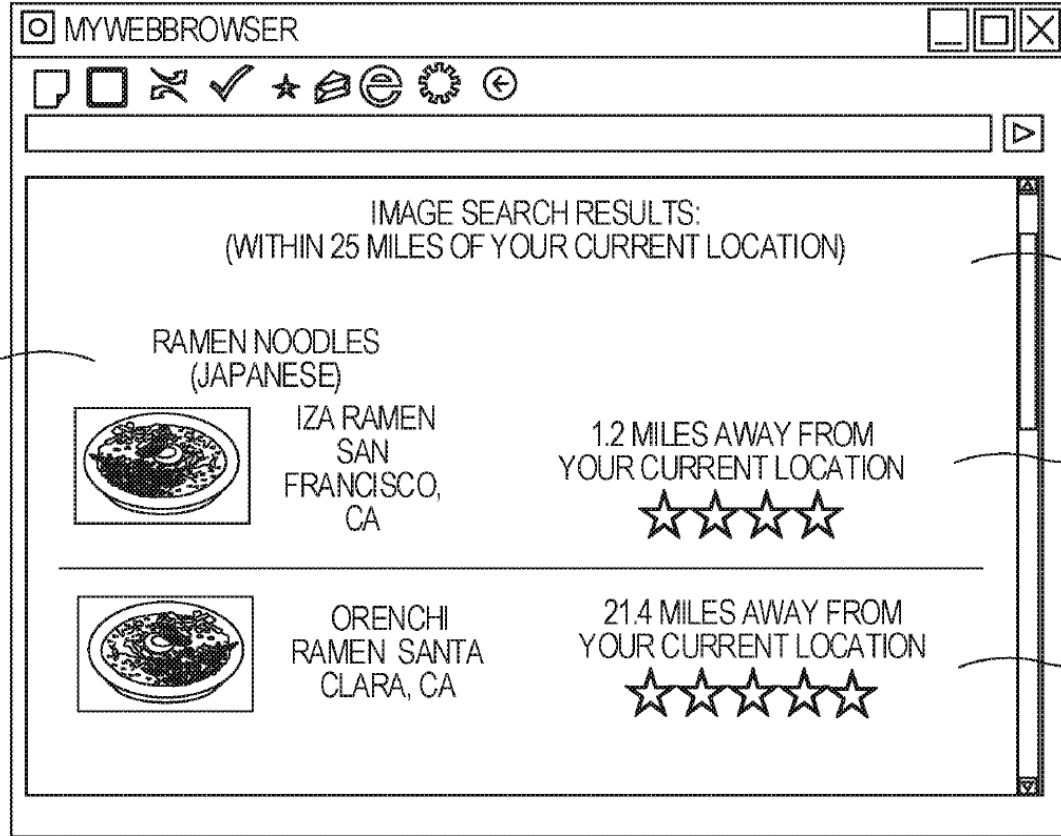 MYWEBBROWSER
IMAGE SEARCH RESULTS:
(WITHIN 25 MILES OF YOUR CURRENT LOCATION)
RAMEN NOODLES
(JAPANESE)
IZA RAMEN
SAN
FRANCISCO,
CA
1.2 MILES AWAY FROM
YOUR CURRENT LOCATION
ORENCHI
RAMEN SANTA
CLARA, CA
21.4 MILES AWAY FROM
YOUR CURRENT LOCATION